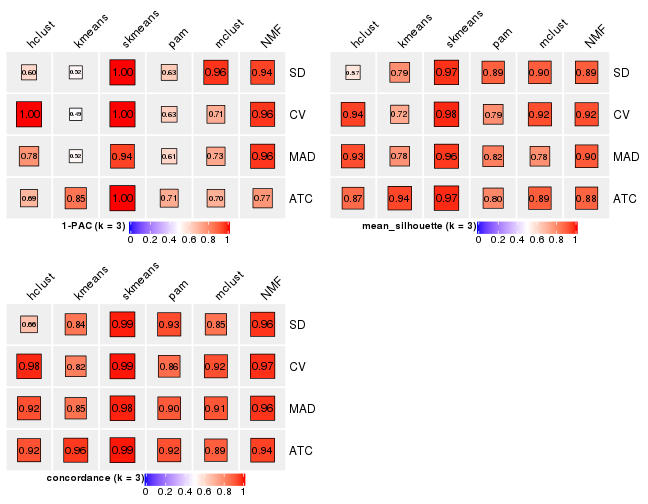 hclust kmeans skmeans pam mclust NMF
0.60 0.52 1.00 0.63 0.96 0.94 SD
1.00 0.49 1.00 0.63 0.71 0.96 CV
0.78 0.52 0.94 0.61 0.73 0.96 MAD
0.69 0.85 1.00 0.71 0.70 0.77 ATC
1-PAC (k = 3)
0 0.2 0.4 0.6 0.8 1
hclust kmeans skmeans pam mclust NMF
0.57 0.79 0.97 0.89 0.90 0.89 SD
0.94 0.72 0.98 0.79 0.92 0.92 CV
0.93 0.78 0.96 0.82 0.78 0.90 MAD
0.87 0.94 0.97 0.80 0.89 0.88 ATC
mean_silhouette (k = 3)
0 0.2 0.4 0.6 0.8 1
hclust kmeans skmeans pam mclust NMF
0.66 0.84 0.99 0.93 0.85 0.96 SD
0.98 0.82 0.99 0.86 0.92 0.97 CV
0.92 0.85 0.98 0.90 0.91 0.96 MAD
0.92 0.96 0.99 0.92 0.89 0.94 ATC
concordance (k = 3)
0 0.2 0.4 0.6 0.8 1